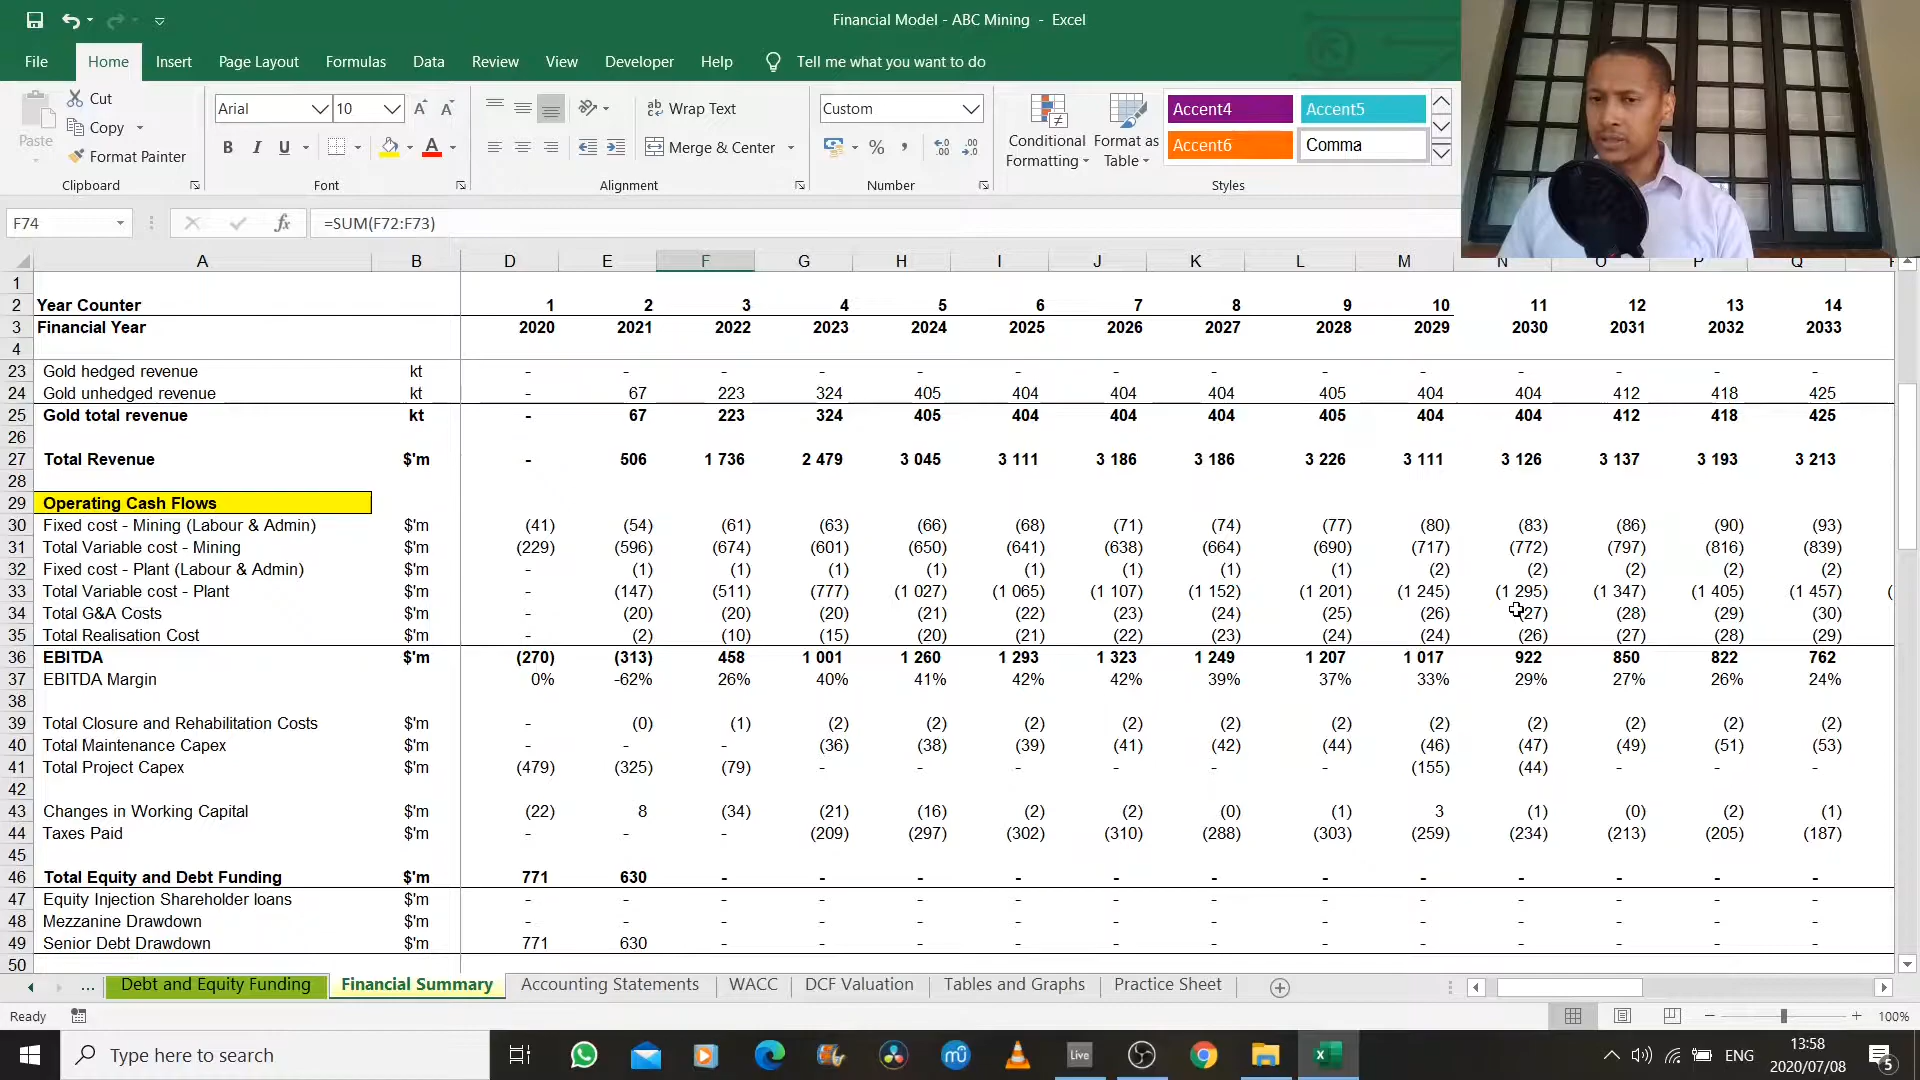 Financial Model - ABC Mining - Excel
File Home Insert Page Layout Formulas Data Review View Developer Help Tell me what you want to do
Paste Cut Copy Format Painter Clipboard
Arial 10 B I U A Font
Wrap Text Merge & Center Alignment
Custom % , Number
Conditional Formatting Format as Table Accent4 Accent5 Accent6 Comma Styles
F74 fx =SUM(F72:F73)
A B D E F G H I J K L M N O P Q
1
2 Year Counter 1 2 3 4 5 6 7 8 9 10 11 12 13 14
3 Financial Year 2020 2021 2022 2023 2024 2025 2026 2027 2028 2029 2030 2031 2032 2033
4
23 Gold hedged revenue kt - - - - - - - - - - - - - -
24 Gold unhedged revenue kt - 67 223 324 405 404 404 404 405 404 404 412 418 425
25 Gold total revenue kt - 67 223 324 405 404 404 404 405 404 404 412 418 425
26
27 Total Revenue $'m - 506 1 736 2 479 3 045 3 111 3 186 3 186 3 226 3 111 3 126 3 137 3 193 3 213
28
29 Operating Cash Flows
30 Fixed cost - Mining (Labour & Admin) $'m (41) (54) (61) (63) (66) (68) (71) (74) (77) (80) (83) (86) (90) (93)
31 Total Variable cost - Mining $'m (229) (596) (674) (601) (650) (641) (638) (664) (690) (717) (772) (797) (816) (839)
32 Fixed cost - Plant (Labour & Admin) $'m - (1) (1) (1) (1) (1) (1) (1) (1) (2) (2) (2) (2) (2)
33 Total Variable cost - Plant $'m - (147) (511) (777) (1 027) (1 065) (1 107) (1 152) (1 201) (1 245) (1 295) (1 347) (1 405) (1 457) (
34 Total G&A Costs $'m - (20) (20) (20) (21) (22) (23) (24) (25) (26) (27) (28) (29) (30)
35 Total Realisation Cost $'m - (2) (10) (15) (20) (21) (22) (23) (24) (24) (26) (27) (28) (29)
36 EBITDA $'m (270) (313) 458 1 001 1 260 1 293 1 323 1 249 1 207 1 017 922 850 822 762
37 EBITDA Margin 0% -62% 26% 40% 41% 42% 42% 39% 37% 33% 29% 27% 26% 24%
38
39 Total Closure and Rehabilitation Costs $'m - (0) (1) (2) (2) (2) (2) (2) (2) (2) (2) (2) (2) (2)
40 Total Maintenance Capex $'m - - - (36) (38) (39) (41) (42) (44) (46) (47) (49) (51) (53)
41 Total Project Capex $'m (479) (325) (79) - - - - - - (155) (44) - - -
42
43 Changes in Working Capital $'m (22) 8 (34) (21) (16) (2) (2) (0) (1) 3 (1) (0) (2) (1)
44 Taxes Paid $'m - - - (209) (297) (302) (310) (288) (303) (259) (234) (213) (205) (187)
45
46 Total Equity and Debt Funding $'m 771 630 - - - - - - - - - - - -
47 Equity Injection Shareholder loans $'m - - - - - - - - - - - - - -
48 Mezzanine Drawdown $'m - - - - - - - - - - - - - -
49 Senior Debt Drawdown $'m 771 630 - - - - - - - - - - - -
50
... Debt and Equity Funding Financial Summary Accounting Statements WACC DCF Valuation Tables and Graphs Practice Sheet
Ready 100%
Type here to search Live ENG 13:58
2020/07/08 5